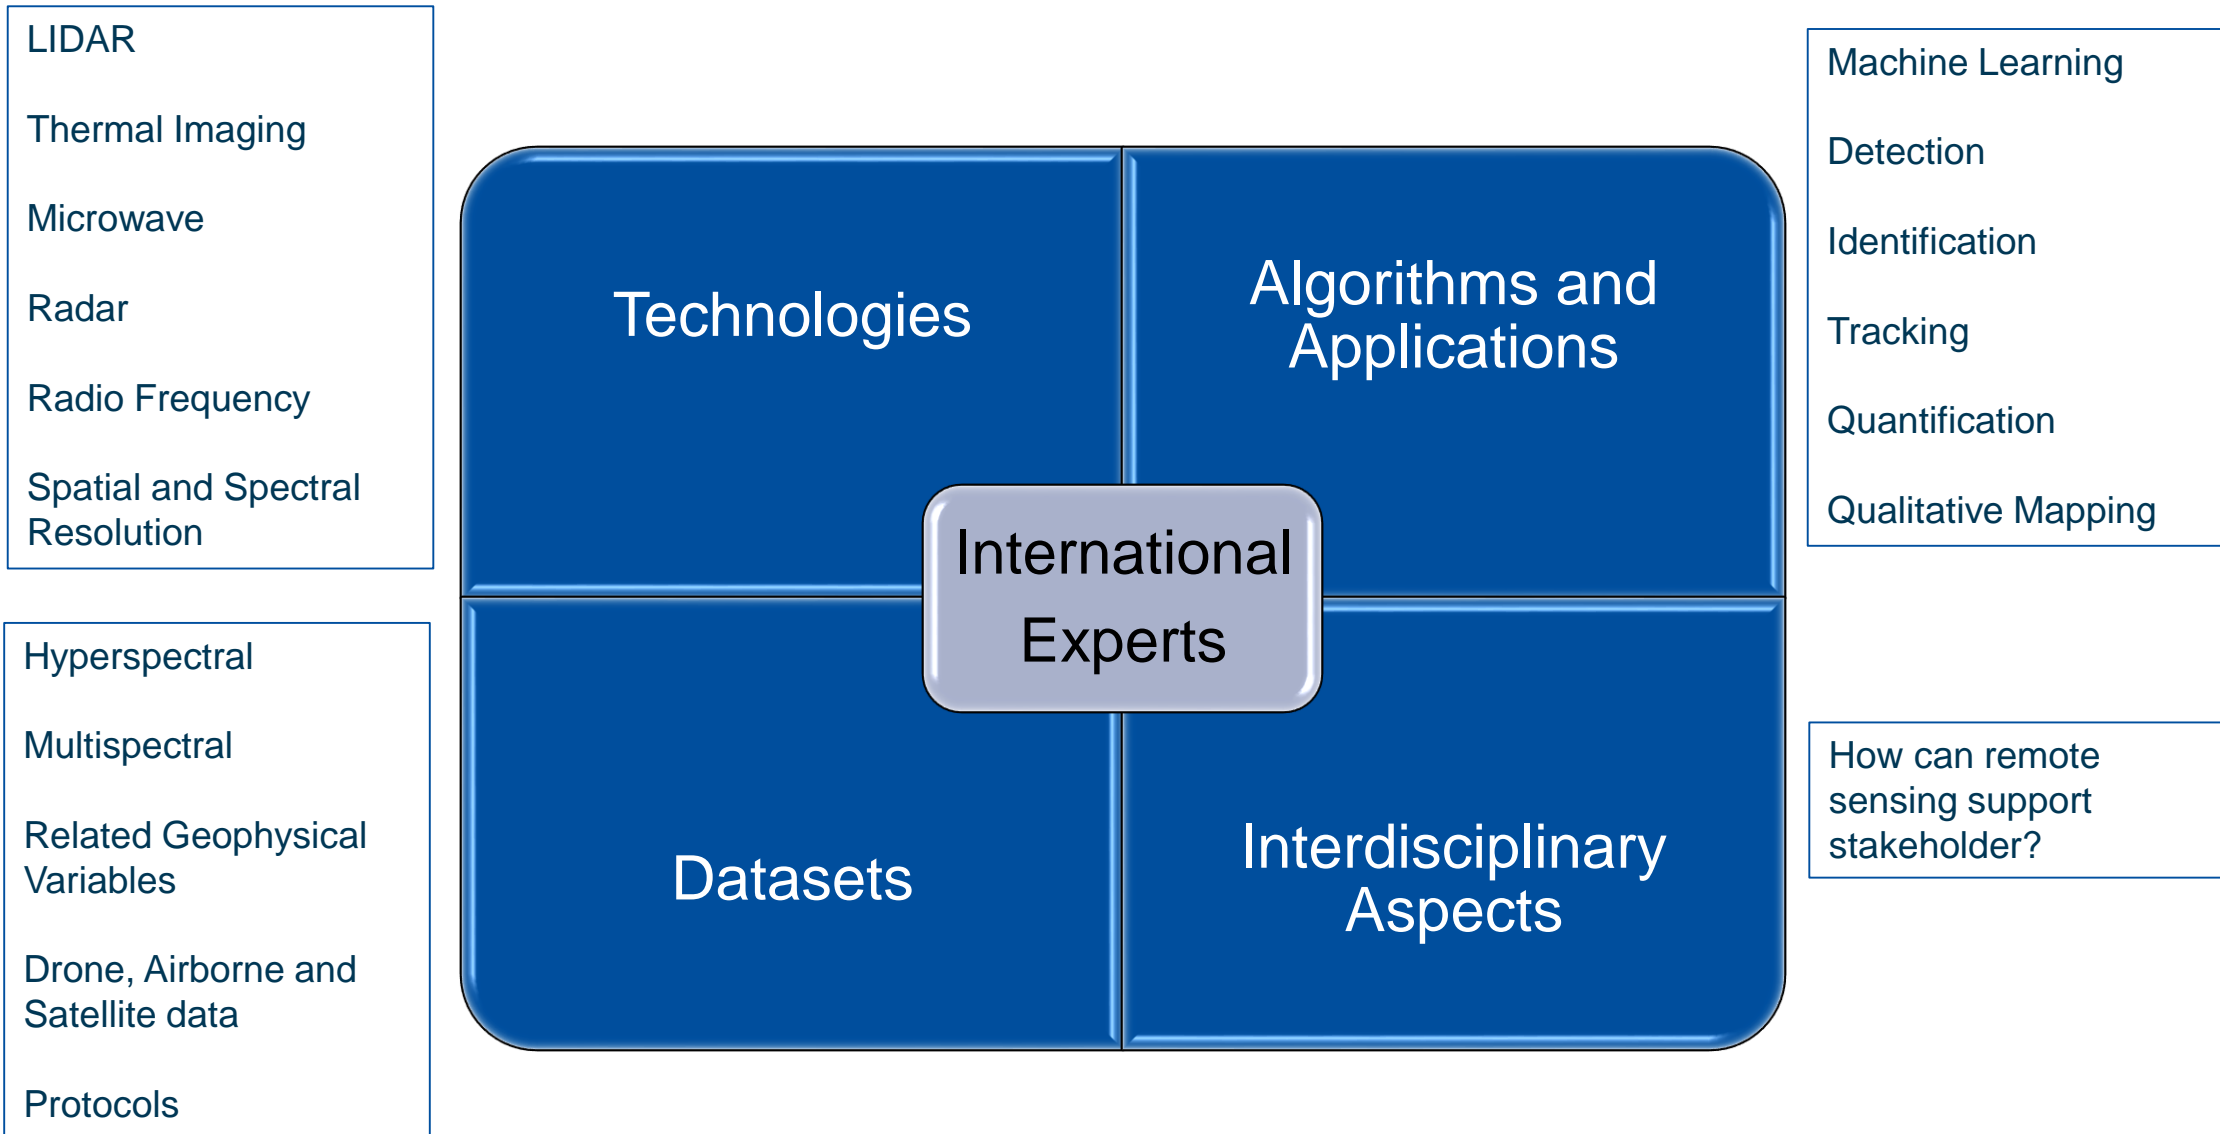 LIDAR
Thermal Imaging
Microwave
Radar
Radio Frequency
Spatial and Spectral
Resolution
Technologies
Algorithms and
Applications
Machine Learning
Detection
Identification
Tracking
Quantification
Qualitative Mapping
International
Experts
Hyperspectral
Multispectral
Related Geophysical
Variables
Drone, Airborne and
Satellite data
Protocols
Datasets
Interdisciplinary
Aspects
How can remote
sensing support
stakeholder?